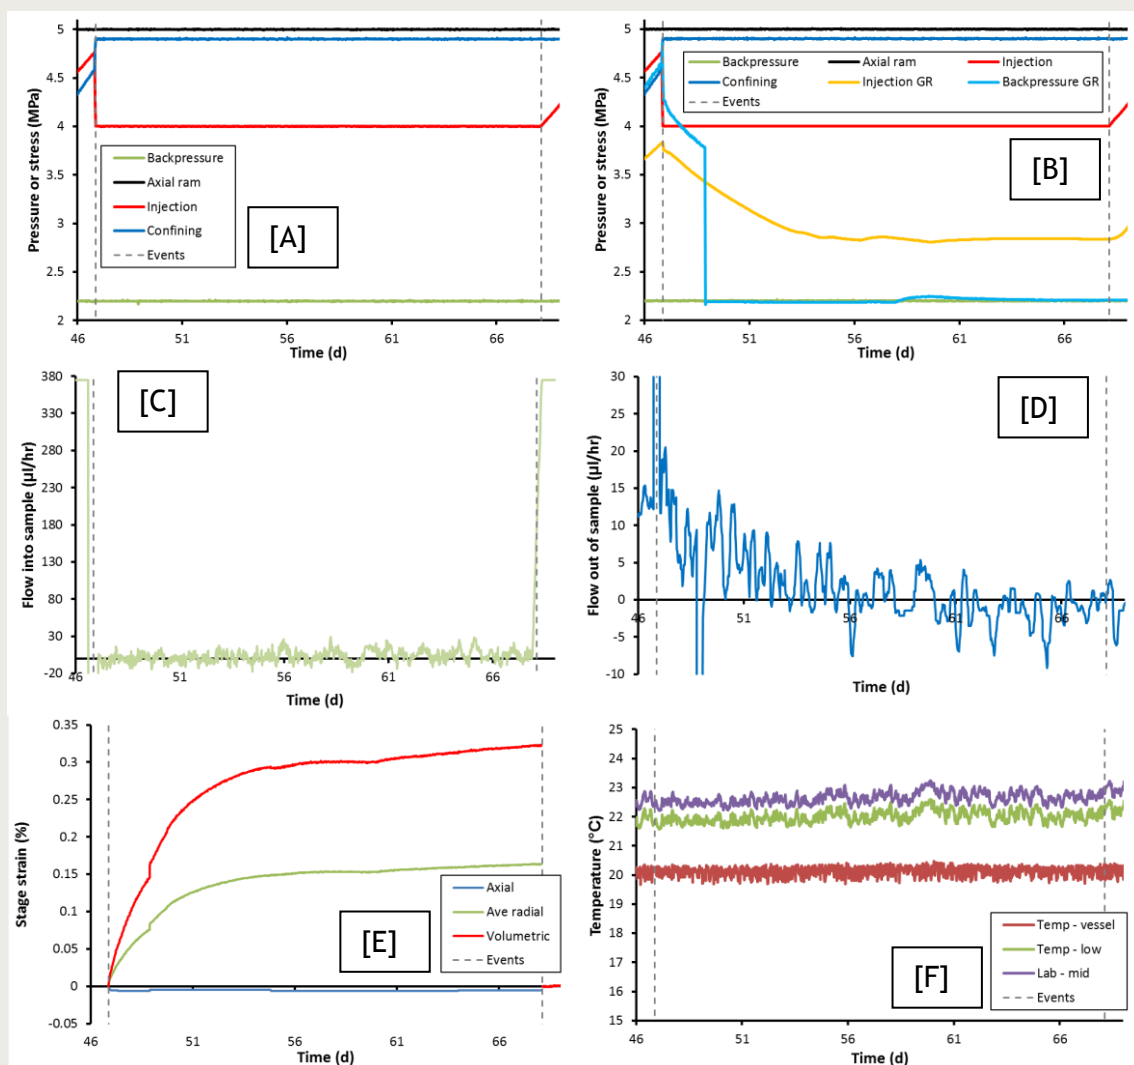 Pressure or stress (MPa)
5
4.5
4
3.5
3
2.5
2
Backpressure
Axial ram
Injection
Confining
Events
[A]
46 51 56 61 66
Time (d)
Pressure or stress (MPa)
5
4.5
4
3.5
3
2.5
2
Backpressure Axial ram Injection
Confining Injection GR Backpressure GR
Events
[B]
46 51 56 61 66
Time (d)
Flow into sample (µl/hr)
380
330
280
230
180
130
80
30
-20
[C]
46 51 56 61 66
Time (d)
Flow out of sample (µl/hr)
30
25
20
15
10
5
0
-5
-10
[D]
46 51 56 61 66
Time (d)
Stage strain (%)
0.35
0.3
0.25
0.2
0.15
0.1
0.05
0
-0.05
Axial
Ave radial
Volumetric
Events
[E]
46 51 56 61 66
Time (d)
Temperature (°C)
25
24
23
22
21
20
19
18
17
16
15
Temp - vessel
Temp - low
Lab - mid
Events
[F]
46 51 56 61 66
Time (d)